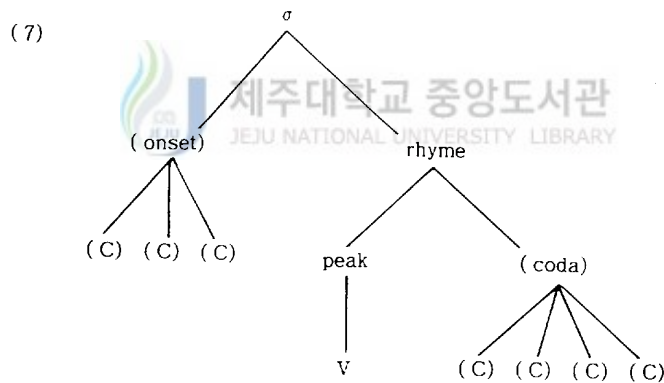 (7)
σ
제주대학교 중앙도서관
JEJU NATIONAL UNIVERSITY LIBRARY
(onset)
rhyme
(C) (C) (C)
peak
(coda)
V
(C) (C) (C) (C)